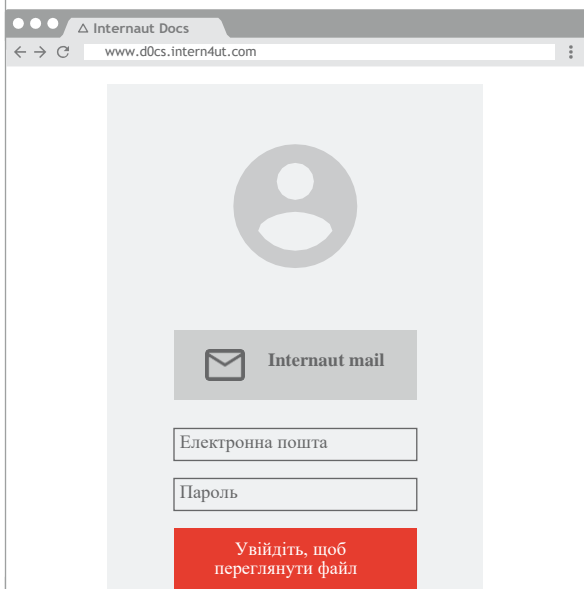 Internaut Docs
www.d0cs.intern4ut.com
Internaut mail
Електронна пошта
Пароль
Увійдіть, щоб
переглянути файл